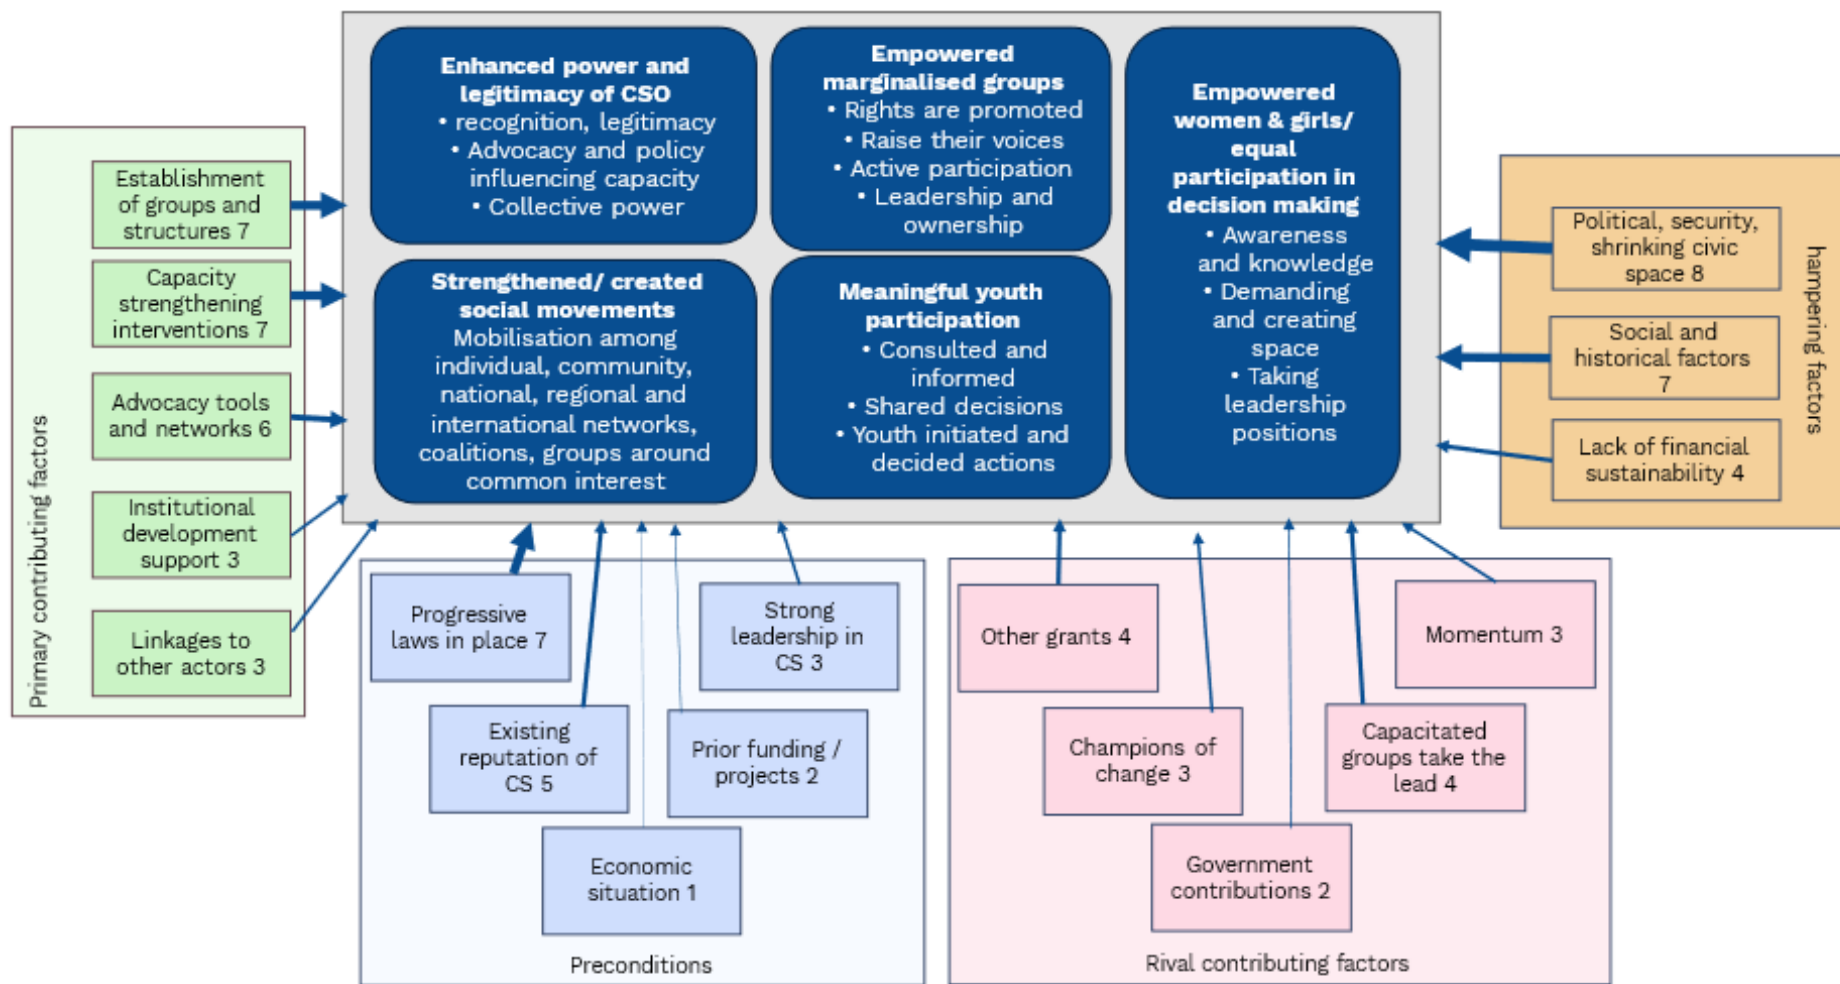 Enhanced power and
legitimacy of CSO
• recognition, legitimacy
• Advocacy and policy
influencing capacity
• Collective power
Empowered
marginalised groups
• Rights are promoted
• Raise their voices
• Active participation
• Leadership and
ownership
Empowered
women & girls/
equal
participation in
decision making
• Awareness
and knowledge
• Demanding
and creating
space
• Taking
leadership
positions
Strengthened/ created
social movements
Mobilisation among
individual, community,
national, regional and
international networks,
coalitions, groups around
common interest
Meaningful youth
participation
• Consulted and
informed
• Shared decisions
• Youth initiated and
decided actions
Primary contributing factors
Establishment
of groups and
structures 7
Capacity
strengthening
interventions 7
Advocacy tools
and networks 6
Institutional
development
support 3
Linkages to
other actors 3
hampering factors
Political, security,
shrinking civic
space 8
Social and
historical factors
7
Lack of financial
sustainability 4
Progressive
laws in place 7
Strong
leadership in
CS 3
Existing
reputation of
CS 5
Prior funding /
projects 2
Economic
situation 1
Preconditions
Other grants 4
Momentum 3
Champions of
change 3
Capacitated
groups take the
lead 4
Government
contributions 2
Rival contributing factors